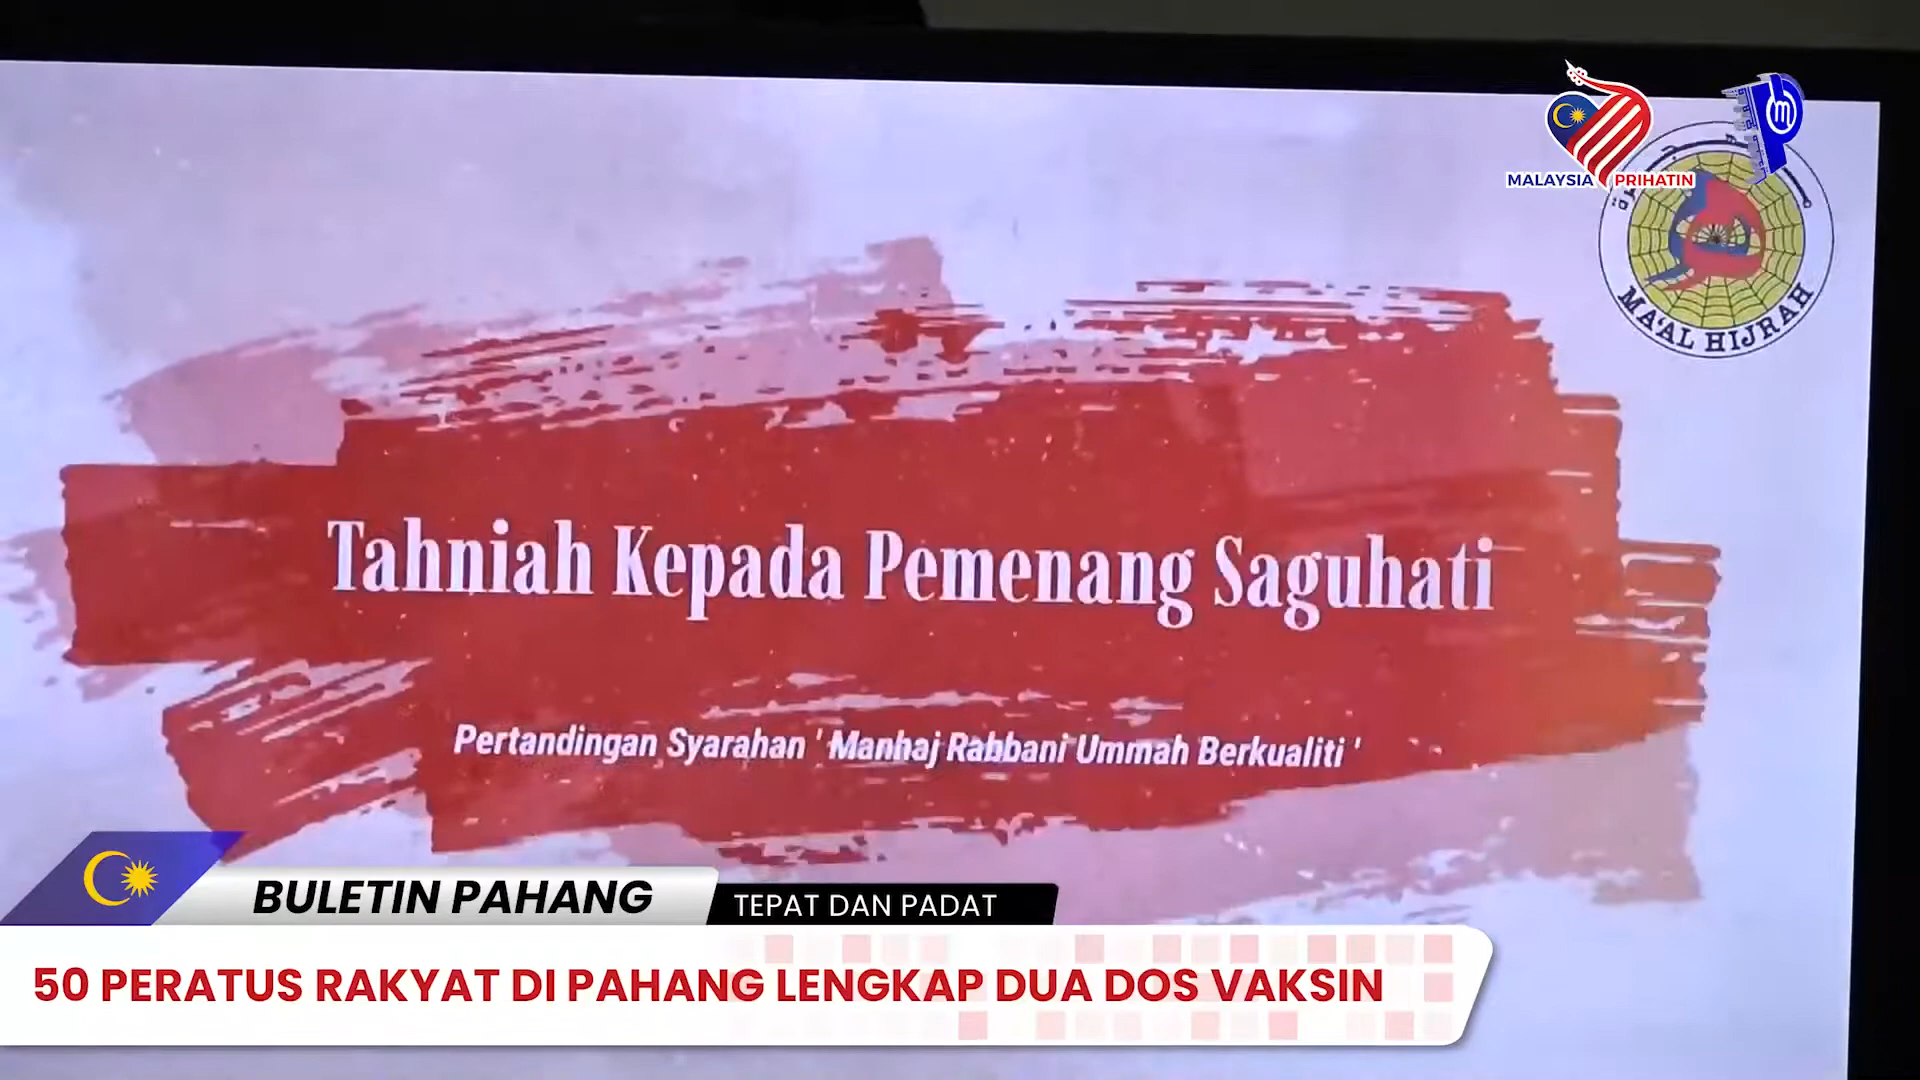 MALAYSIA PRIHATIN
MA'AL HIJRAH
Tahniah Kepada Pemenang Saguhati
Pertandingan Syarahan ' Manhaj Rabbani Ummah Berkualiti '
BULETIN PAHANG
TEPAT DAN PADAT
50 PERATUS RAKYAT DI PAHANG LENGKAP DUA DOS VAKSIN